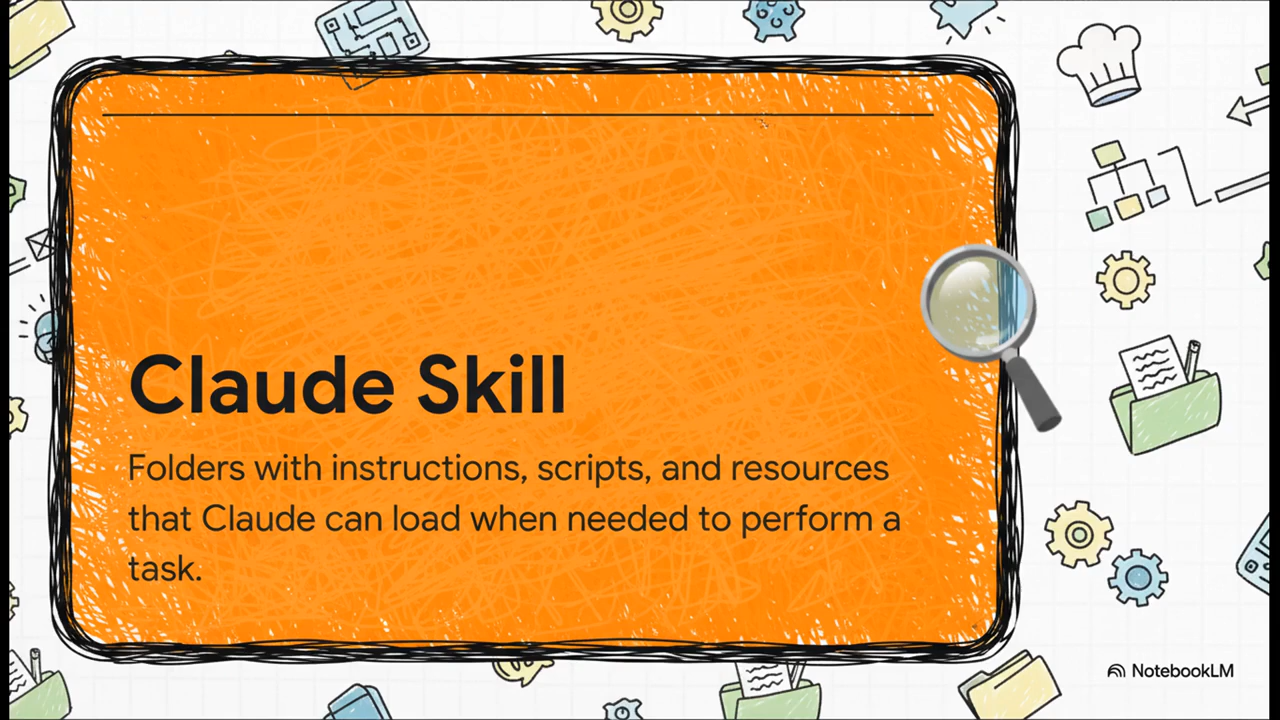 Claude Skill
Folders with instructions, scripts, and resources
that Claude can load when needed to perform a
task.
NotebookLM